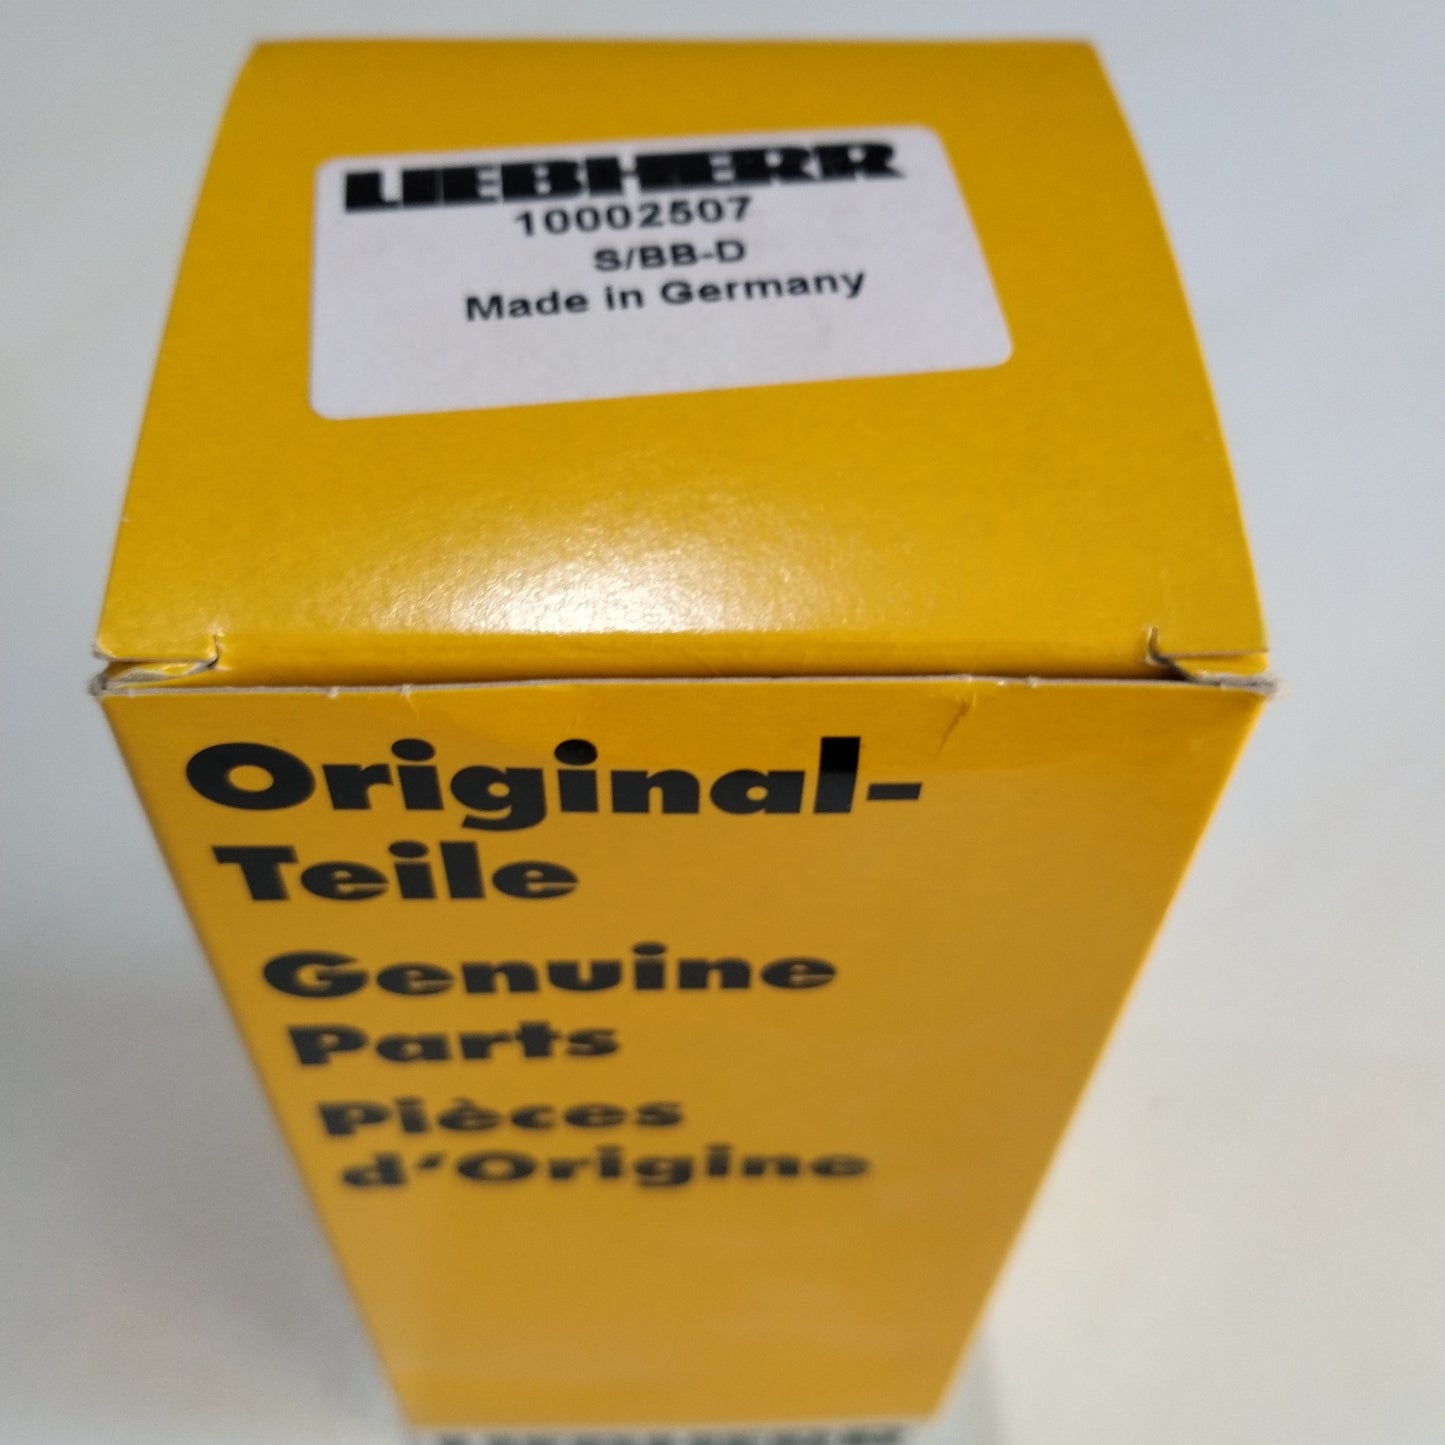 LIEBHERR
10002507
S/BB-D
Made in Germany
Original-
Teile
Genuine
Parts
Pièces
d'Origine